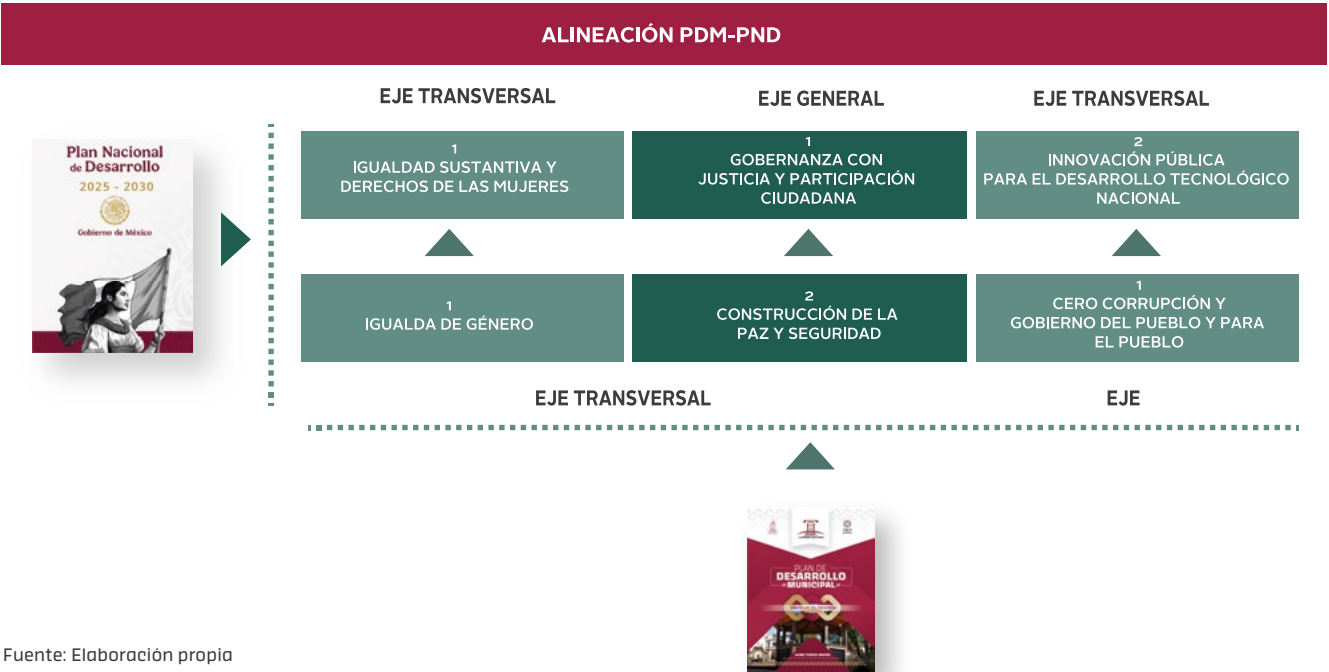 ALINEACIÓN PDM-PND
EJE TRANSVERSAL
EJE GENERAL
EJE TRANSVERSAL
Plan Nacional
de Desarrollo
2025 - 2030
Gobierno de México
1
IGUALDAD SUSTANTIVA Y
DERECHOS DE LAS MUJERES
1
GOBERNANZA CON
JUSTICIA Y PARTICIPACIÓN
CIUDADANA
2
INNOVACIÓN PÚBLICA
PARA EL DESARROLLO TECNOLÓGICO
NACIONAL
1
IGUALDA DE GÉNERO
2
CONSTRUCCIÓN DE LA
PAZ Y SEGURIDAD
1
CERO CORRUPCIÓN Y
GOBIERNO DEL PUEBLO Y PARA
EL PUEBLO
EJE TRANSVERSAL
EJE
PLAN DE
DESARROLLO
MUNICIPAL
Fuente: Elaboración propia